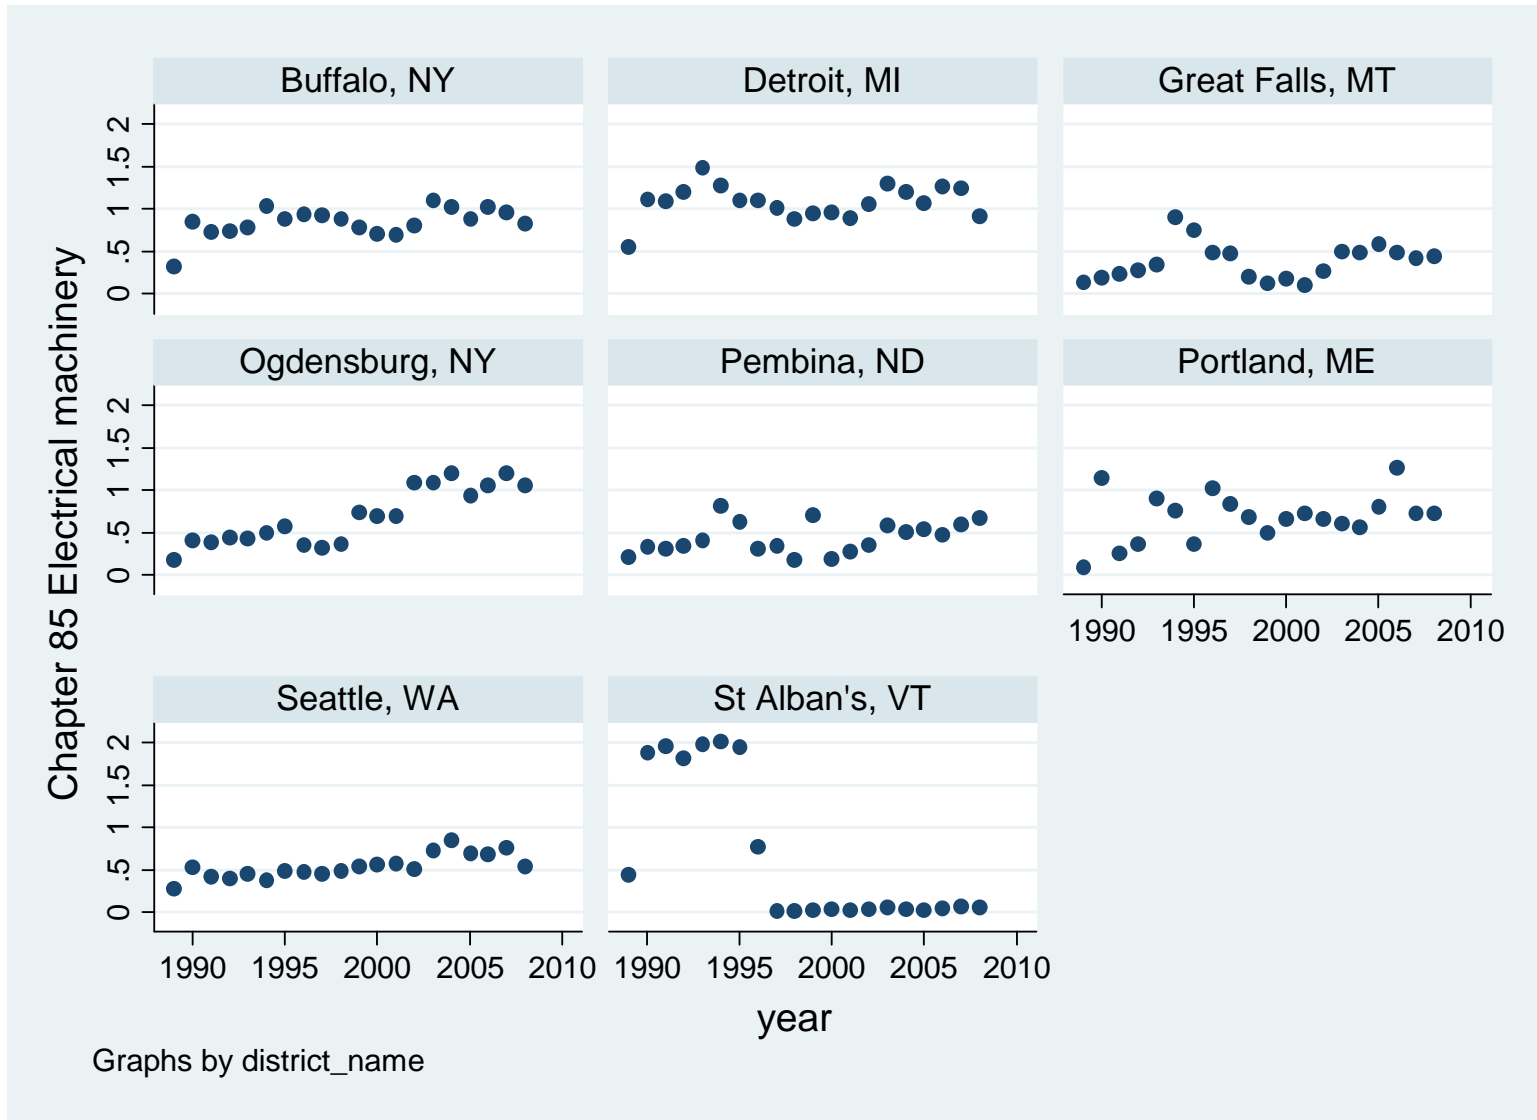 Buffalo, NY
Detroit, MI
Great Falls, MT
2
1.5
1
.5
0
Ogdensburg, NY
Pembina, ND
Portland, ME
2
1.5
1
.5
0
1990 1995 2000 2005 2010
Seattle, WA
St Alban's, VT
2
1.5
1
.5
0
1990 1995 2000 2005 2010
1990 1995 2000 2005 2010
Chapter 85 Electrical machinery
year
Graphs by district_name